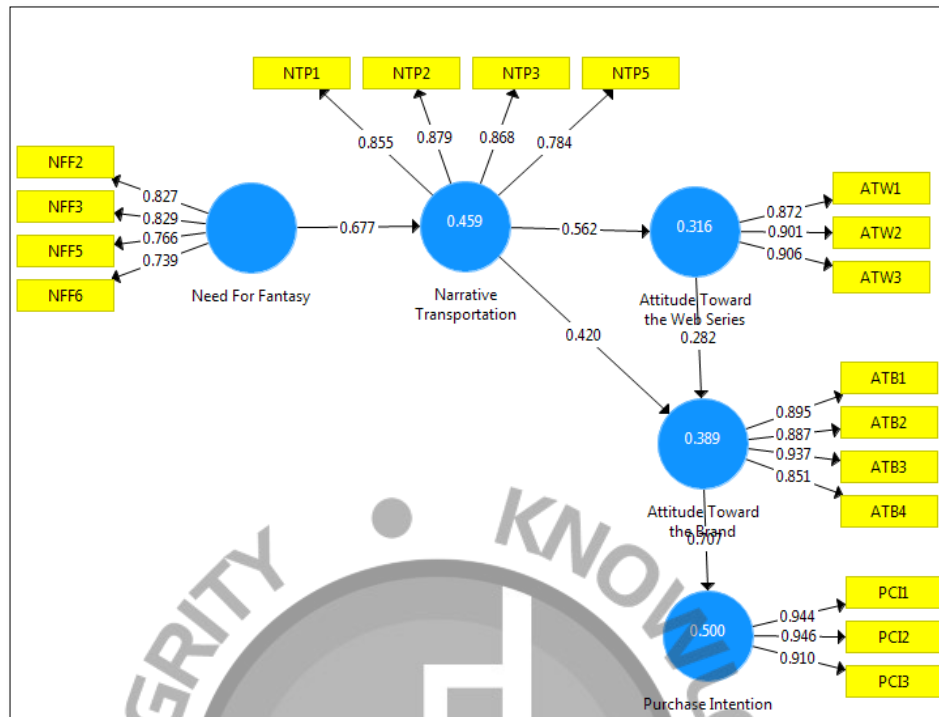 NTP1
NTP2
NTP3
NTP5
0.855
0.879
0.868
0.784
NFF2
NFF3
NFF5
NFF6
0.827
0.829
0.766
0.739
Need For Fantasy
0.677
0.459
Narrative
Transportation
0.562
0.316
Attitude Toward
the Web Series
0.872
0.901
0.906
ATW1
ATW2
ATW3
0.420
0.282
0.389
Attitude Toward
the Brand
0.895
0.887
0.937
0.851
ATB1
ATB2
ATB3
ATB4
0.707
0.500
Purchase Intention
0.944
0.946
0.910
PCI1
PCI2
PCI3
GRITY
KNOW